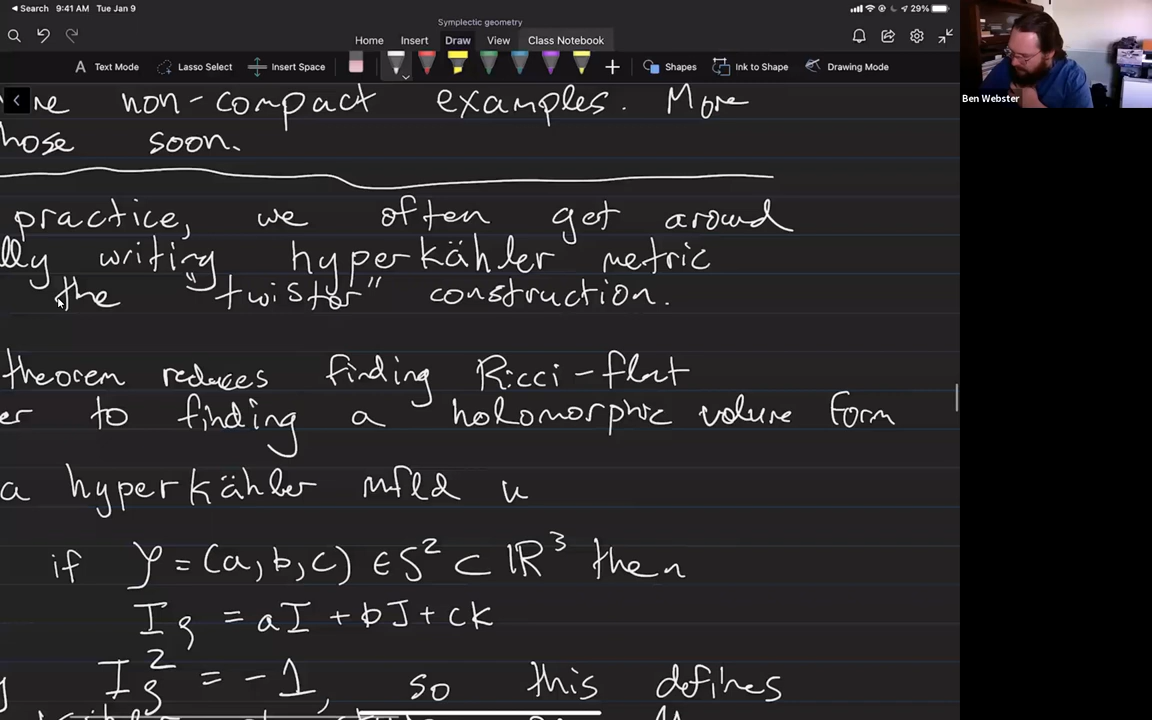 Search 9:41 AM Tue Jan 9
Symplectic geometry
29%
Home Insert Draw View Class Notebook
Text Mode Lasso Select Insert Space Shapes Ink to Shape Drawing Mode
Ben Webster
non-compact examples. More
hose soon.
practice, we often get around
lly writing hyperkähler metric
the "twistor" construction.
theorem reduces finding Ricci-flat
er to finding a holomorphic volume form
a hyperkähler mfld
if ζ = (a, b, c) ∈ S² ⊂ ℝ³ then
I_ζ = aI + bJ + cK
I_ζ² = -1, so this defines